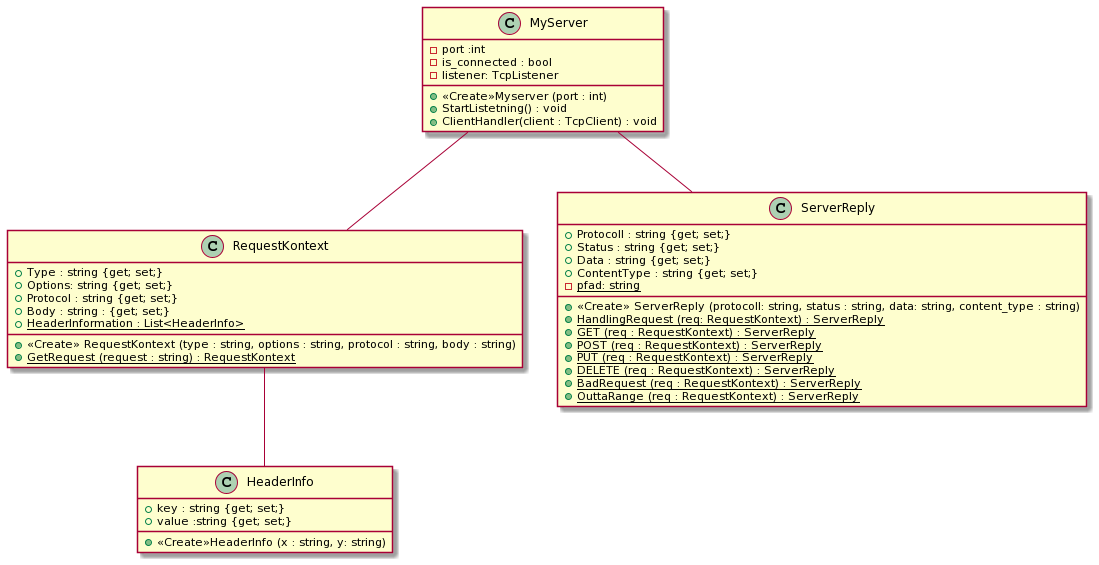 C MyServer
port :int
is_connected : bool
listener: TcpListener
«Create»Myserver (port : int)
StartListetning() : void
ClientHandler(client : TcpClient) : void
C RequestKontext
Type : string {get; set;}
Options: string {get; set;}
Protocol : string {get; set;}
Body : string : {get; set;}
HeaderInformation : List<HeaderInfo>
«Create» RequestKontext (type : string, options : string, protocol : string, body : string)
GetRequest (request : string) : RequestKontext
C ServerReply
Protocoll : string {get; set;}
Status : string {get; set;}
Data : string {get; set;}
ContentType : string {get; set;}
pfad: string
«Create» ServerReply (protocoll: string, status : string, data: string, content_type : string)
HandlingRequest (req: RequestKontext) : ServerReply
GET (req : RequestKontext) : ServerReply
POST (req : RequestKontext) : ServerReply
PUT (req : RequestKontext) : ServerReply
DELETE (req : RequestKontext) : ServerReply
BadRequest (req : RequestKontext) : ServerReply
OuttaRange (req : RequestKontext) : ServerReply
C HeaderInfo
key : string {get; set;}
value :string {get; set;}
«Create»HeaderInfo (x : string, y: string)